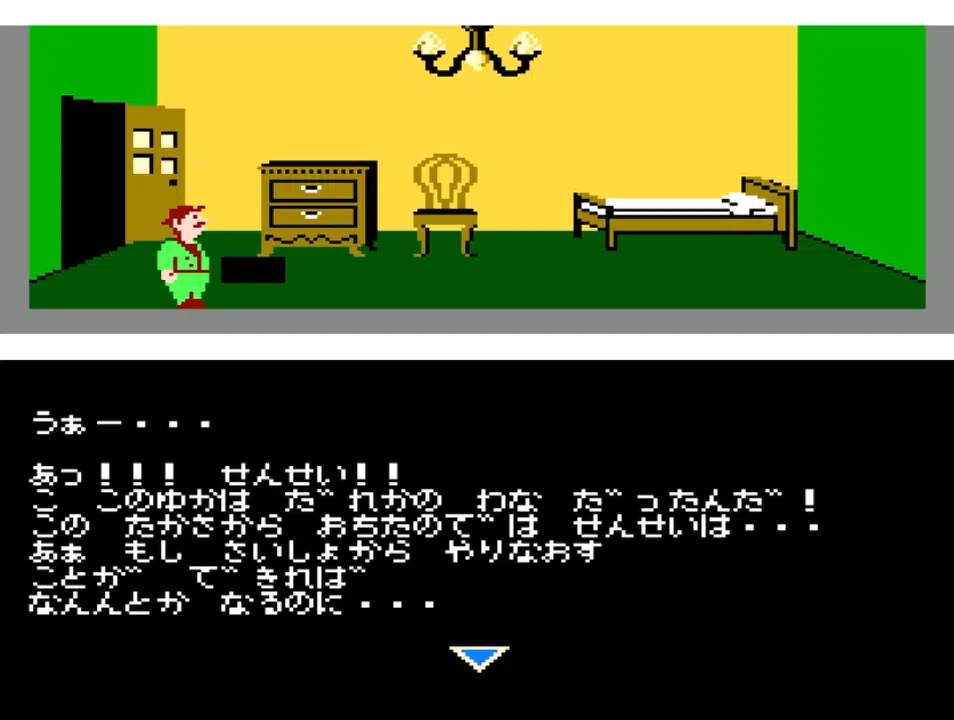 うぁー・・・
あっ！！！ せんせい！！
こ このゆかは だれかの わな だったんだ！
この たかさから おちたのでは せんせいは・・・
あぁ もし さいしょから やりなおす
ことが できれば
なんんとか なるのに・・・